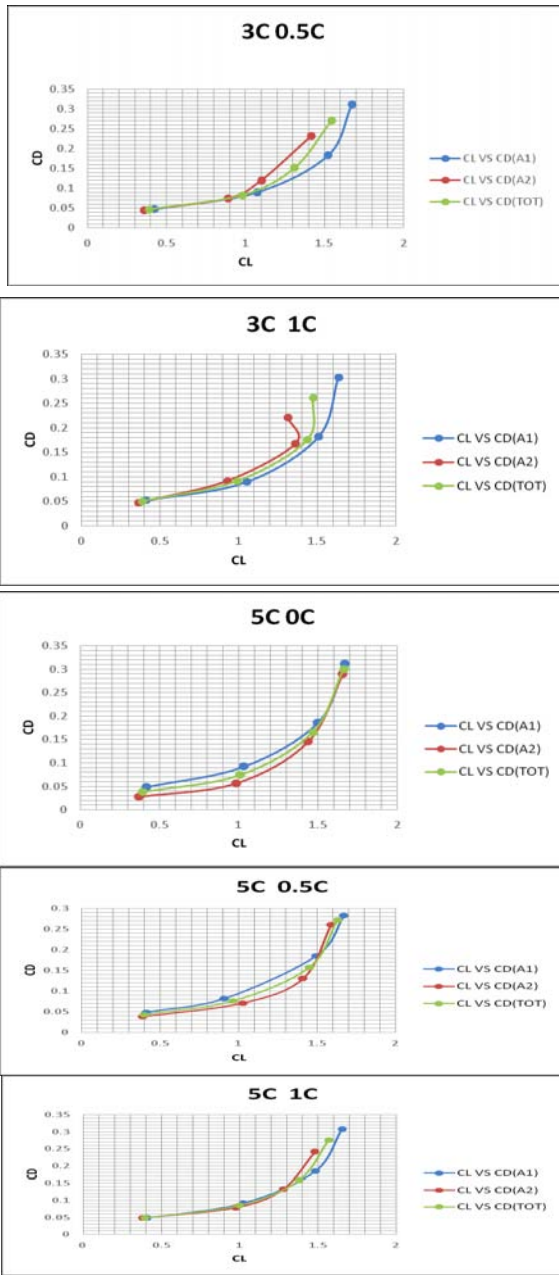 3C 0.5C
0.35
0.3
0.25
0.2
0.15
0.1
0.05
0
CD
0
0.5
1
1.5
2
CL
CL VS CD(A1)
CL VS CD(A2)
CL VS CD(TOT)
3C 1C
0.35
0.3
0.25
0.2
0.15
0.1
0.05
0
CD
0
0.5
1
1.5
2
CL
CL VS CD(A1)
CL VS CD(A2)
CL VS CD(TOT)
5C 0C
0.35
0.3
0.25
0.2
0.15
0.1
0.05
0
CD
0
0.5
1
1.5
2
CL
CL VS CD(A1)
CL VS CD(A2)
CL VS CD(TOT)
5C 0.5C
0.3
0.25
0.2
0.15
0.1
0.05
0
CD
0
0.5
1
1.5
2
CL
CL VS CD(A1)
CL VS CD(A2)
CL VS CD(TOT)
5C 1C
0.35
0.3
0.25
0.2
0.15
0.1
0.05
0
CD
0
0.5
1
1.5
2
CL
CL VS CD(A1)
CL VS CD(A2)
CL VS CD(TOT)